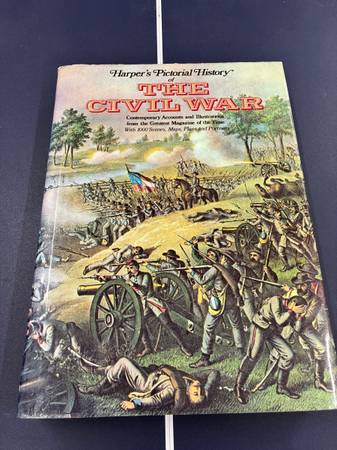 Harper's Pictorial History
of
THE
CIVIL WAR
Contemporary Accounts and Illustrations
from the Greatest Magazine of the Time
With 1000 Scenes, Maps, Plans and Portraits